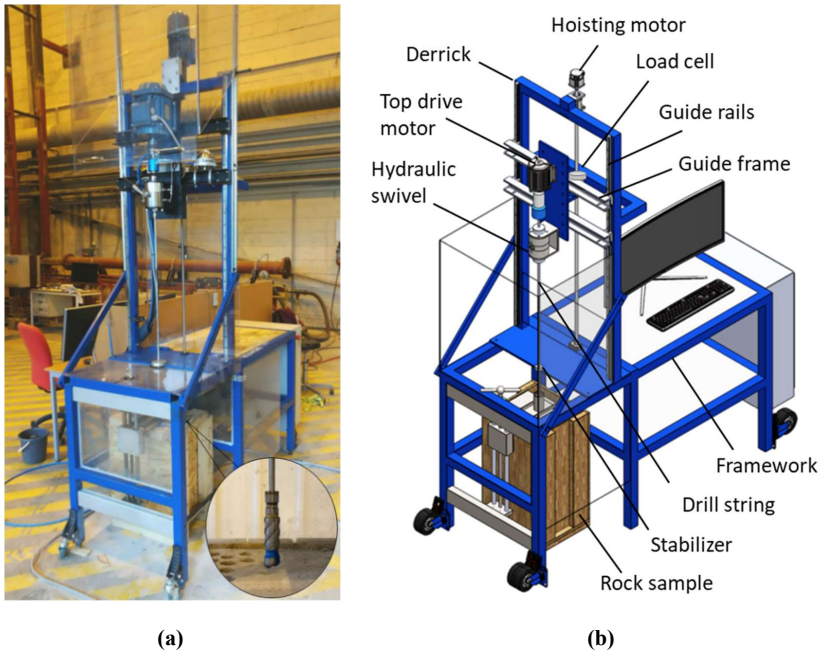 Hoisting motor
Derrick
Load cell
Top drive
motor
Guide rails
Hydraulic
swivel
Guide frame
Framework
Drill string
Stabilizer
Rock sample
(a)
(b)